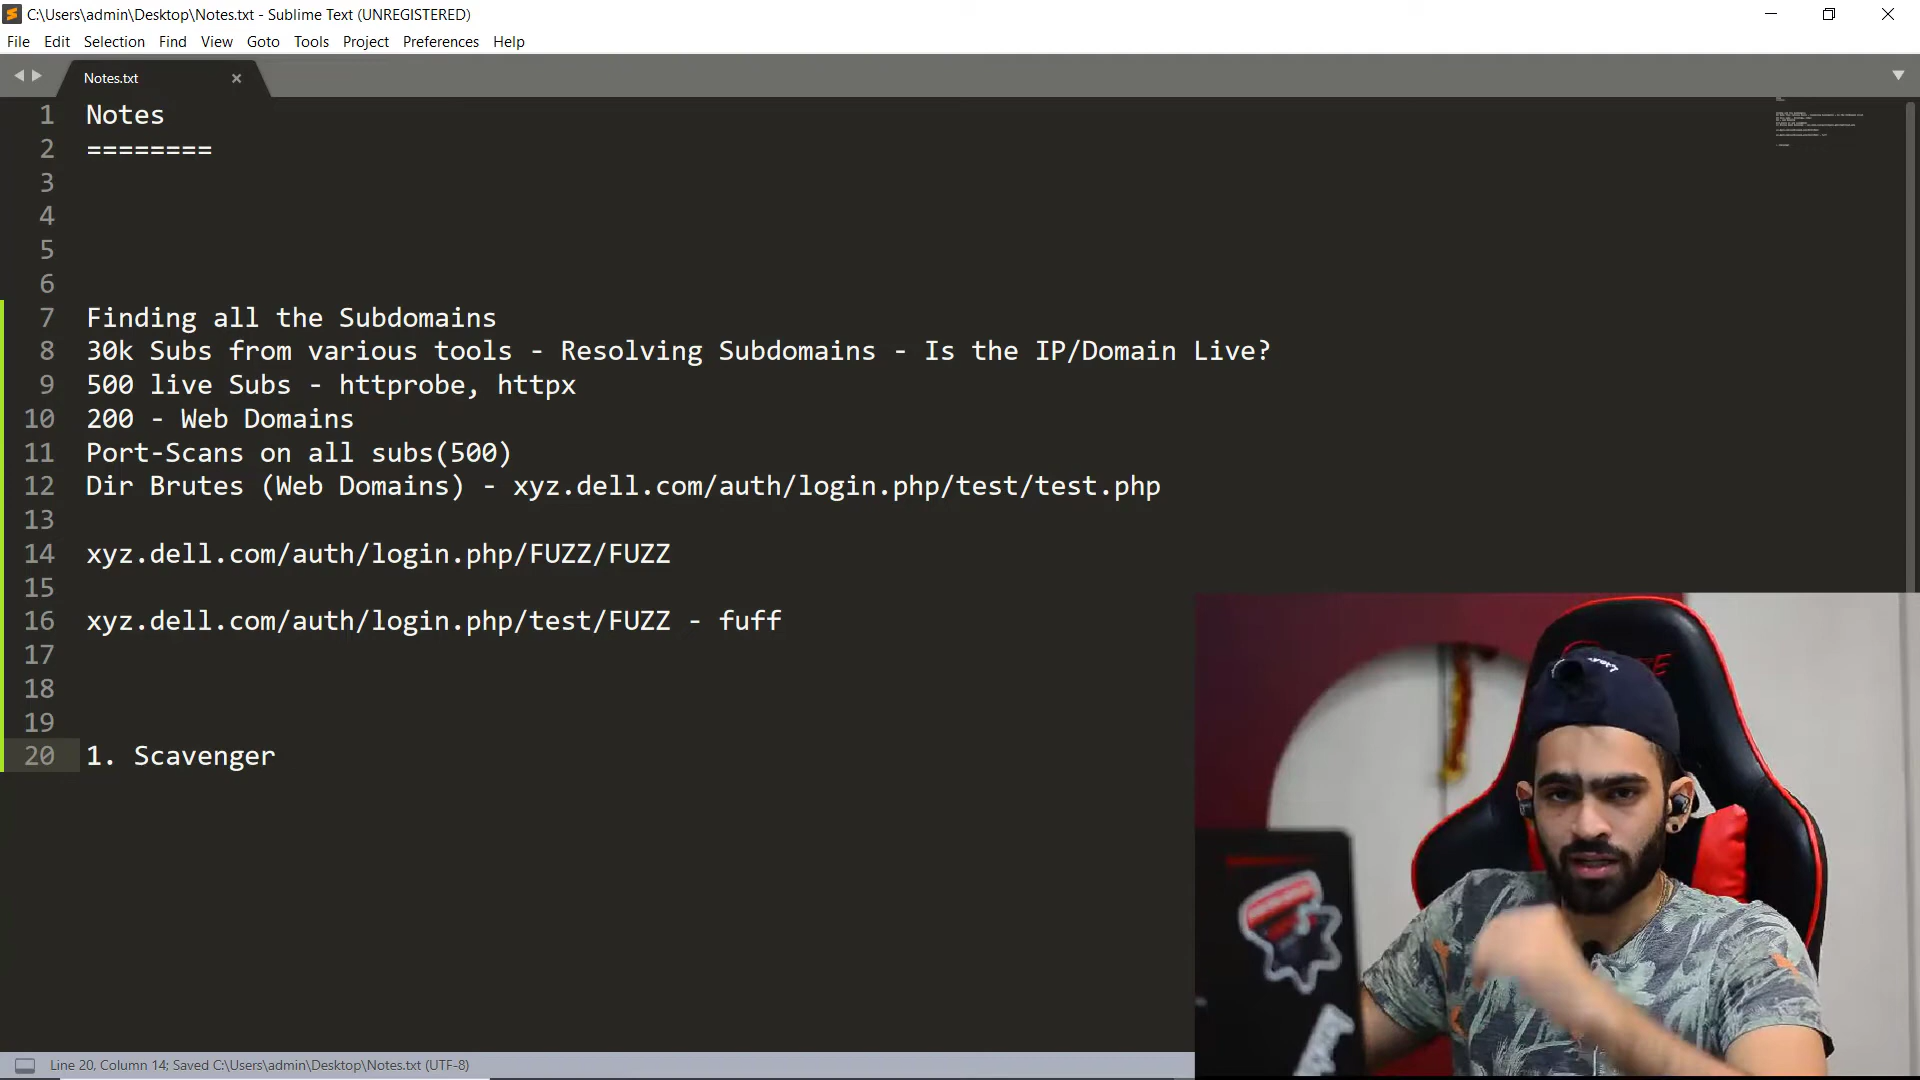 C:\Users\admin\Desktop\Notes.txt - Sublime Text (UNREGISTERED)
File Edit Selection Find View Goto Tools Project Preferences Help
Notes.txt
1 Notes
2 ========
3
4
5
6
7 Finding all the Subdomains
8 30k Subs from various tools - Resolving Subdomains - Is the IP/Domain Live?
9 500 live Subs - httprobe, httpx
10 200 - Web Domains
11 Port-Scans on all subs(500)
12 Dir Brutes (Web Domains) - xyz.dell.com/auth/login.php/test/test.php
13
14 xyz.dell.com/auth/login.php/FUZZ/FUZZ
15
16 xyz.dell.com/auth/login.php/test/FUZZ - fuff
17
18
19
20 1. Scavenger
Line 20, Column 14; Saved C:\Users\admin\Desktop\Notes.txt (UTF-8)